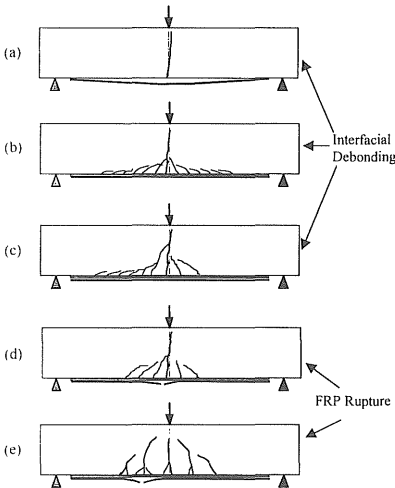 (a)
(b)
Interfacial
Debonding
(c)
(d)
FRP Rupture
(e)